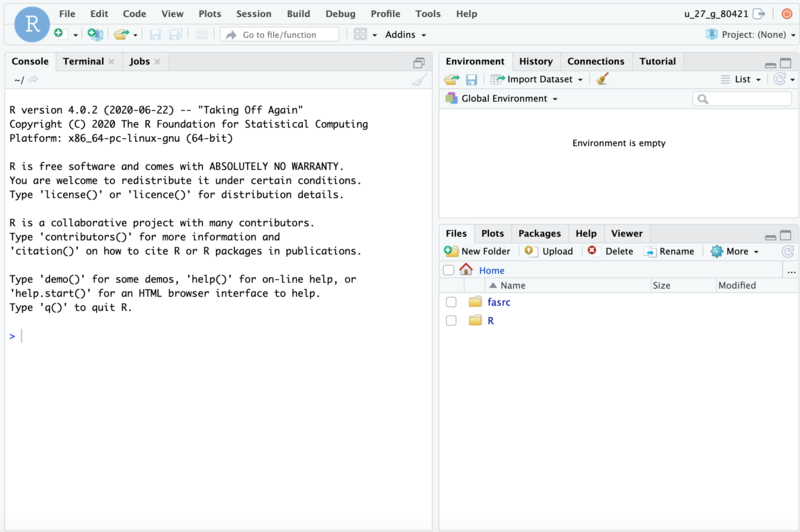 R
File Edit Code View Plots Session Build Debug Profile Tools Help
u_27_g_80421
Go to file/function
Addins
Project: (None)
Console Terminal Jobs
~/
R version 4.0.2 (2020-06-22) -- "Taking Off Again"
Copyright (C) 2020 The R Foundation for Statistical Computing
Platform: x86_64-pc-linux-gnu (64-bit)
R is free software and comes with ABSOLUTELY NO WARRANTY.
You are welcome to redistribute it under certain conditions.
Type 'license()' or 'licence()' for distribution details.
R is a collaborative project with many contributors.
Type 'contributors()' for more information and
'citation()' on how to cite R or R packages in publications.
Type 'demo()' for some demos, 'help()' for on-line help, or
'help.start()' for an HTML browser interface to help.
Type 'q()' to quit R.
>
Environment History Connections Tutorial
Import Dataset
List
Global Environment
Environment is empty
Files Plots Packages Help Viewer
New Folder Upload Delete Rename More
Home
...
Name Size Modified
fasrc
R